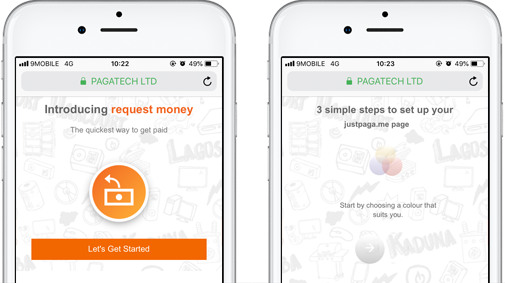 9MOBILE 4G 10:22 49%
PAGATECH LTD
Introducing request money
The quickest way to get paid
Let's Get Started
9MOBILE 4G 10:23 49%
PAGATECH LTD
3 simple steps to set up your
justpaga.me page
LAGOS
Start by choosing a colour that
suits you.
KADUNA